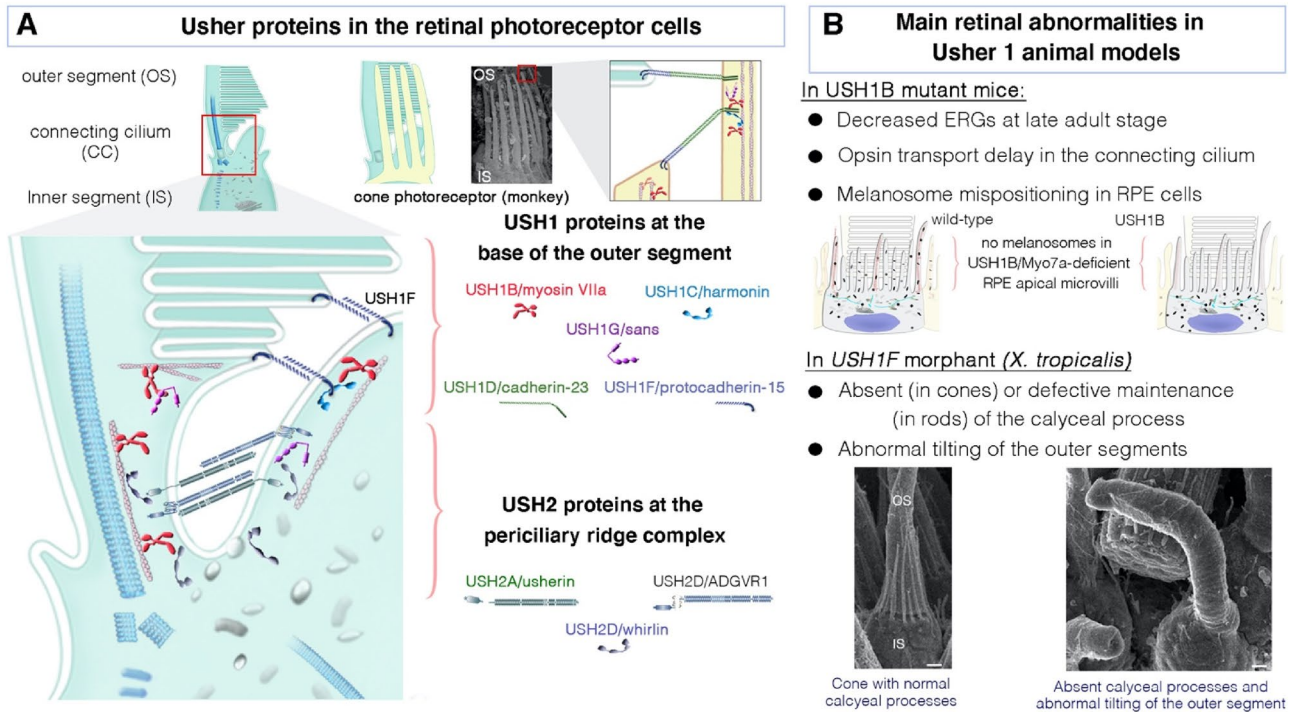 A
Usher proteins in the retinal photoreceptor cells
outer segment (OS)
connecting cilium
(CC)
Inner segment (IS)
OS
IS
cone photoreceptor (monkey)
USH1F
USH1 proteins at the
base of the outer segment
USH1B/myosin VIIa
USH1C/harmonin
USH1G/sans
USH1D/cadherin-23
USH1F/protocadherin-15
USH2 proteins at the
periciliary ridge complex
USH2A/usherin
USH2D/ADGVR1
USH2D/whirlin
B
Main retinal abnormalities in
Usher 1 animal models
In USH1B mutant mice:
● Decreased ERGs at late adult stage
● Opsin transport delay in the connecting cilium
● Melanosome mispositioning in RPE cells
wild-type
USH1B
no melanosomes in
USH1B/Myo7a-deficient
RPE apical microvilli
In USH1F morphant (X. tropicalis)
● Absent (in cones) or defective maintenance
(in rods) of the calyceal process
● Abnormal tilting of the outer segments
OS
IS
Cone with normal
calcyeal processes
Absent calyceal processes and
abnormal tilting of the outer segment